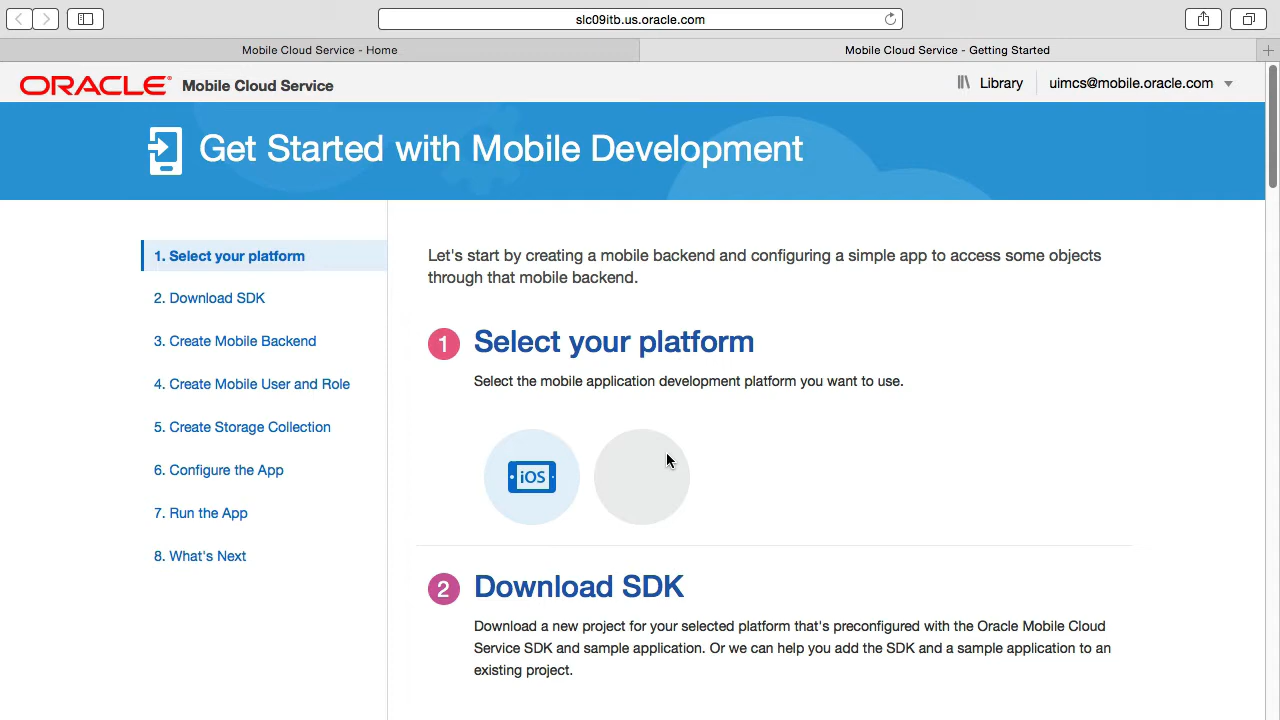 slc09itb.us.oracle.com
Mobile Cloud Service - Home
Mobile Cloud Service - Getting Started
ORACLE® Mobile Cloud Service
Library
uimcs@mobile.oracle.com
Get Started with Mobile Development
1. Select your platform
2. Download SDK
3. Create Mobile Backend
4. Create Mobile User and Role
5. Create Storage Collection
6. Configure the App
7. Run the App
8. What's Next
Let's start by creating a mobile backend and configuring a simple app to access some objects
through that mobile backend.
1 Select your platform
Select the mobile application development platform you want to use.
iOS
2 Download SDK
Download a new project for your selected platform that's preconfigured with the Oracle Mobile Cloud
Service SDK and sample application. Or we can help you add the SDK and a sample application to an
existing project.